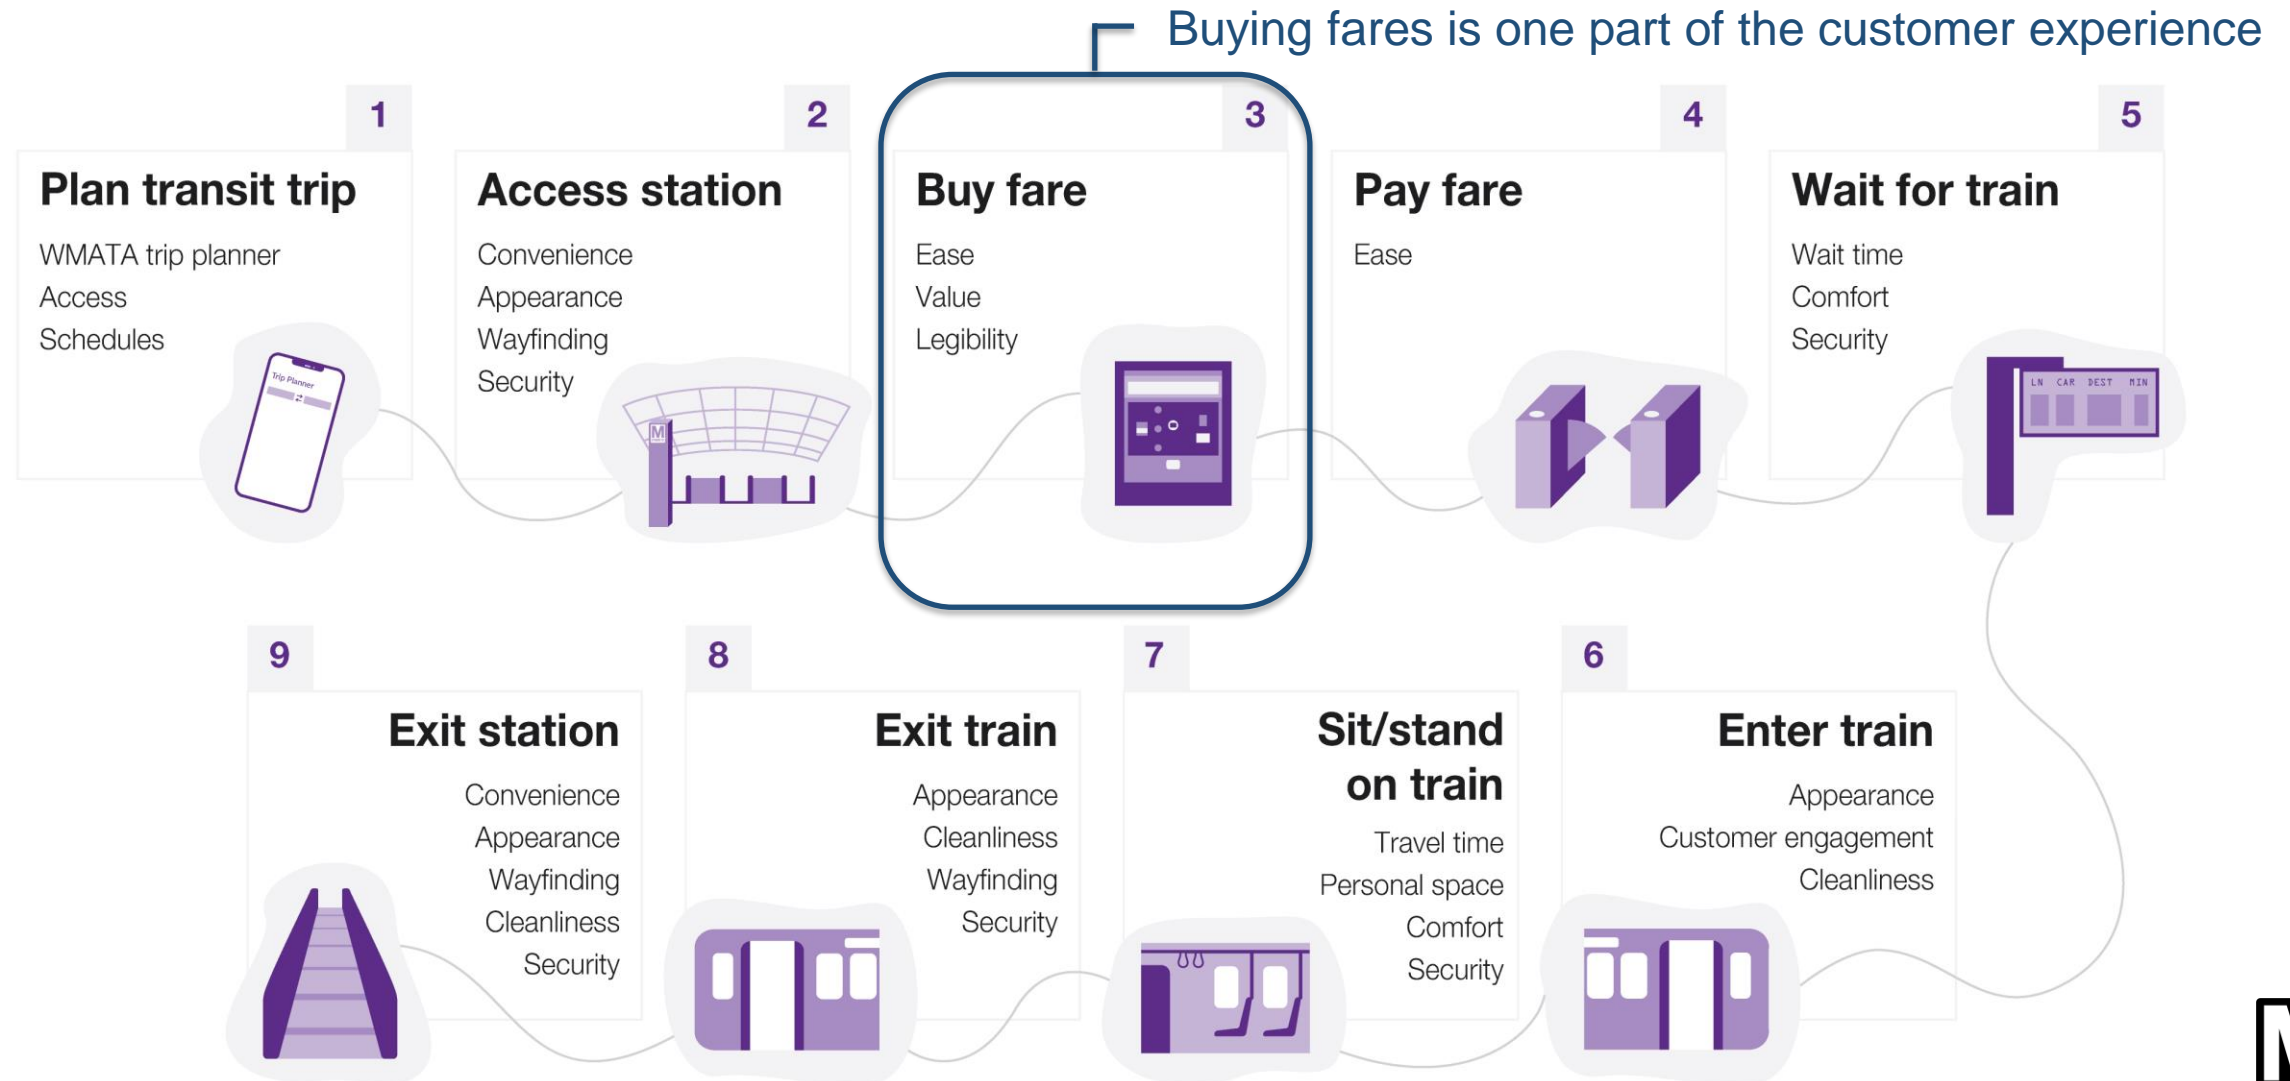 Buying fares is one part of the customer experience
1
Plan transit trip
WMATA trip planner
Access
Schedules
Trip Planner
2
Access station
Convenience
Appearance
Wayfinding
Security
M
3
Buy fare
Ease
Value
Legibility
4
Pay fare
Ease
5
Wait for train
Wait time
Comfort
Security
LN CAR DEST MIN
6
Enter train
Appearance
Customer engagement
Cleanliness
7
Sit/stand
on train
Travel time
Personal space
Comfort
Security
8
Exit train
Appearance
Cleanliness
Wayfinding
Security
9
Exit station
Convenience
Appearance
Wayfinding
Cleanliness
Security